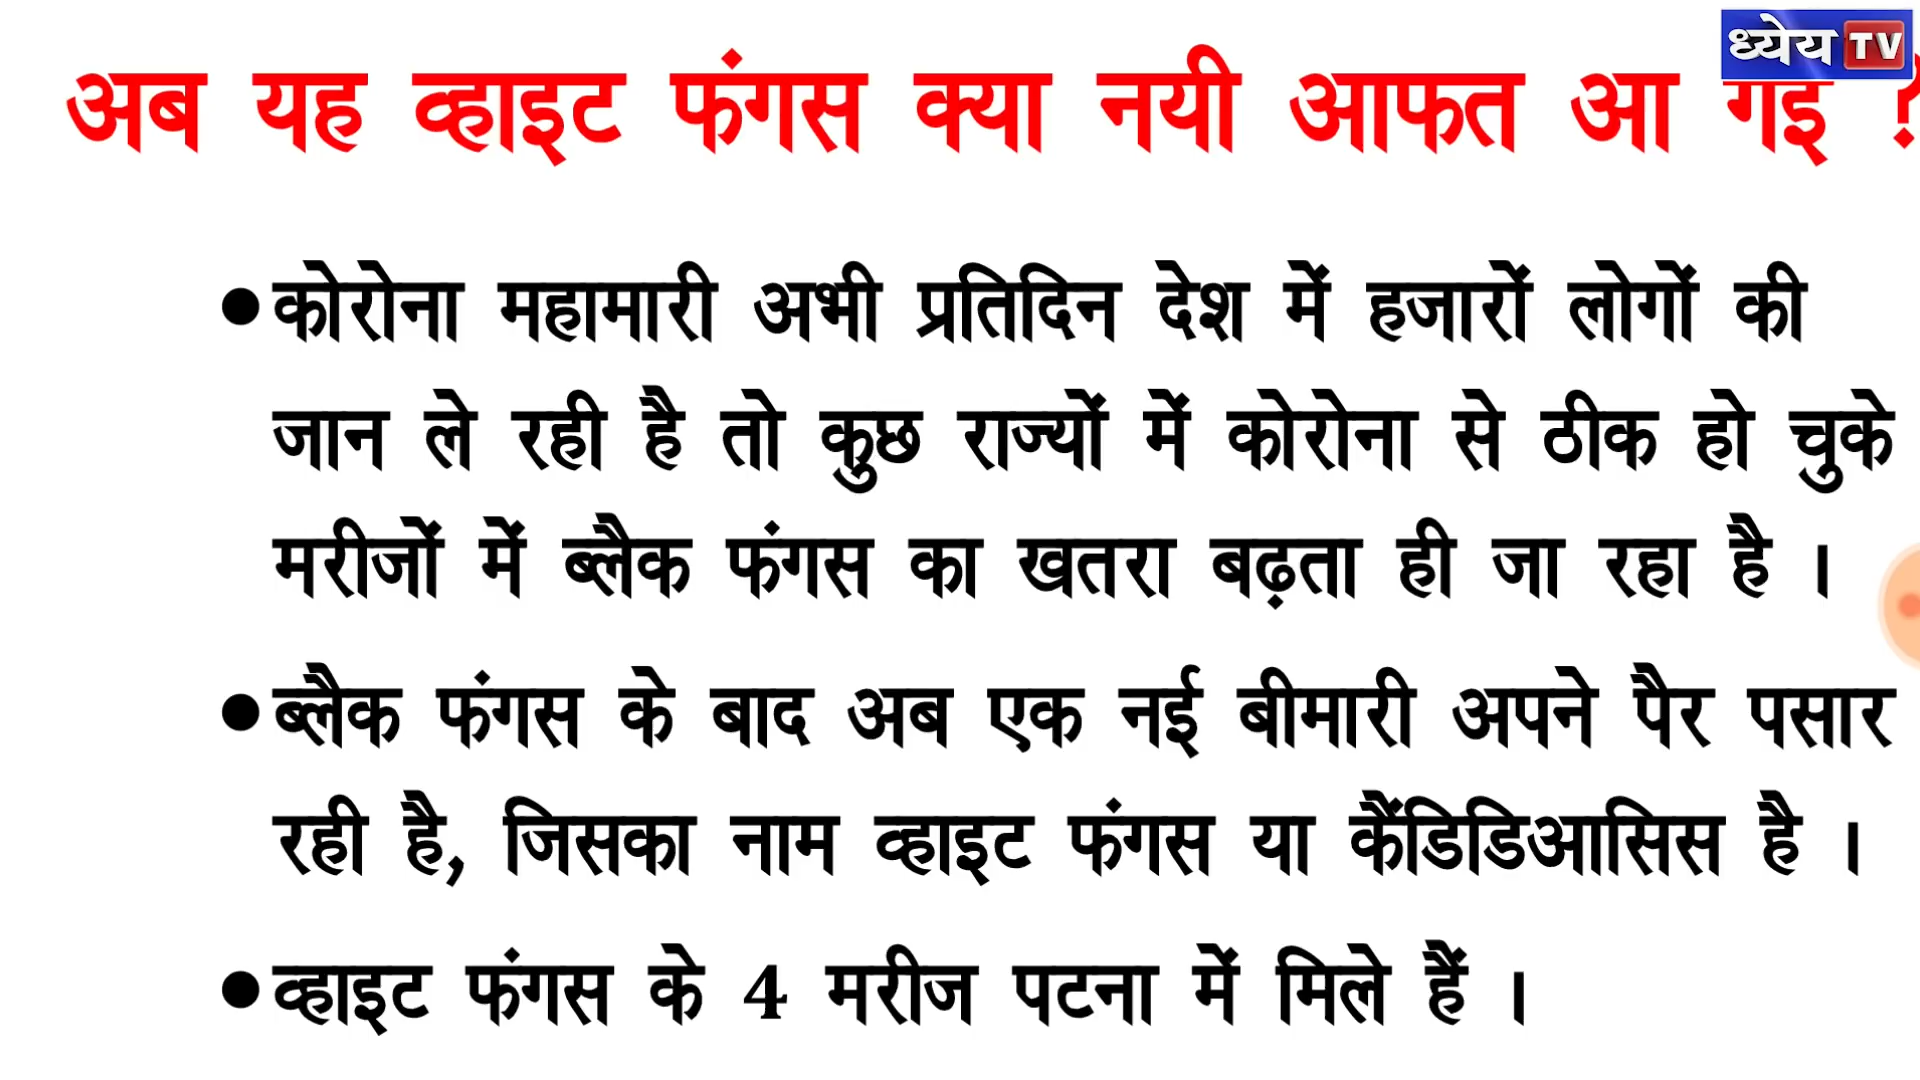 ध्येय TV
अब यह व्हाइट फंगस क्या नयी आफत आ गई ?
•कोरोना महामारी अभी प्रतिदिन देश में हजारों लोगों की
जान ले रही है तो कुछ राज्यों में कोरोना से ठीक हो चुके
मरीजों में ब्लैक फंगस का खतरा बढ़ता ही जा रहा है ।
•ब्लैक फंगस के बाद अब एक नई बीमारी अपने पैर पसार
रही है, जिसका नाम व्हाइट फंगस या कैंडिडिआसिस है ।
•व्हाइट फंगस के 4 मरीज पटना में मिले हैं ।